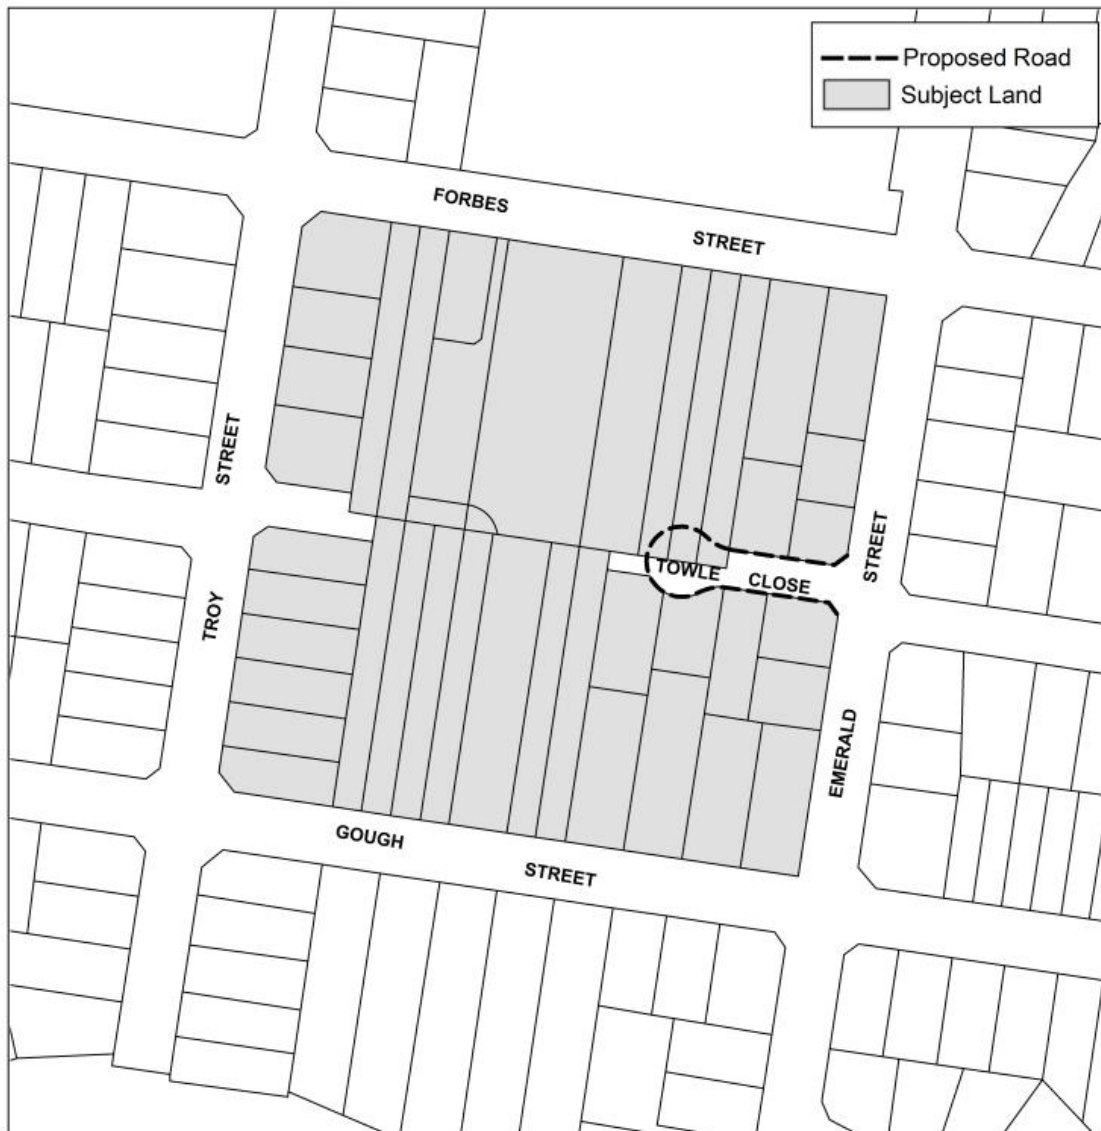 Proposed Road
Subject Land
FORBES
STREET
STREET
STREET
TOWLE
CLOSE
TROY
EMERALD
GOUGH
STREET